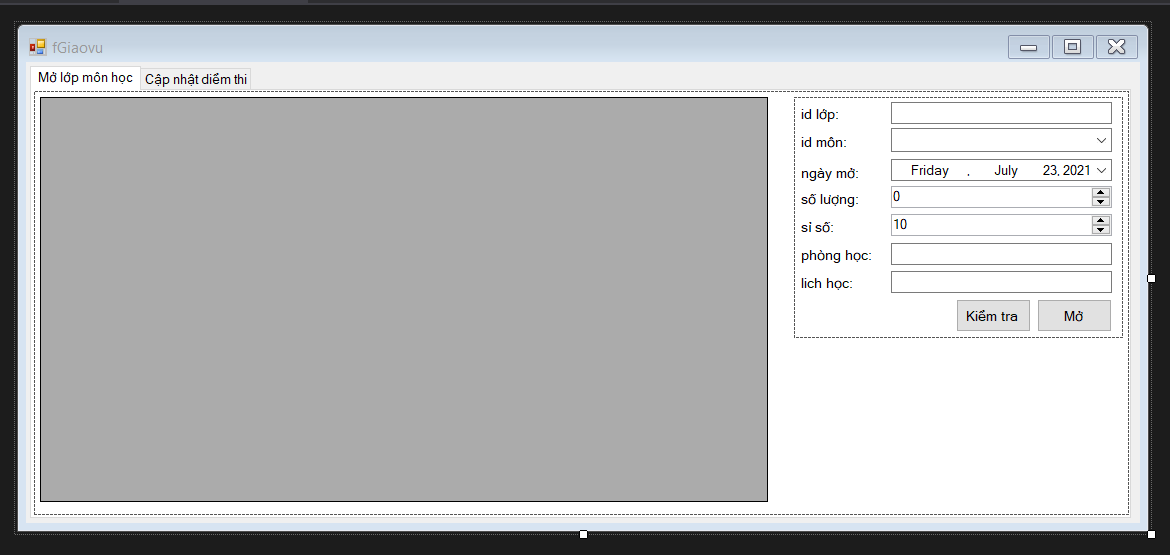 fGiaovu
Mở lớp môn học Cập nhật điểm thi
id lớp:
id môn:
ngày mở: Friday , July 23, 2021
số lượng: 0
sỉ số: 10
phòng học:
lich học:
Kiểm tra Mở